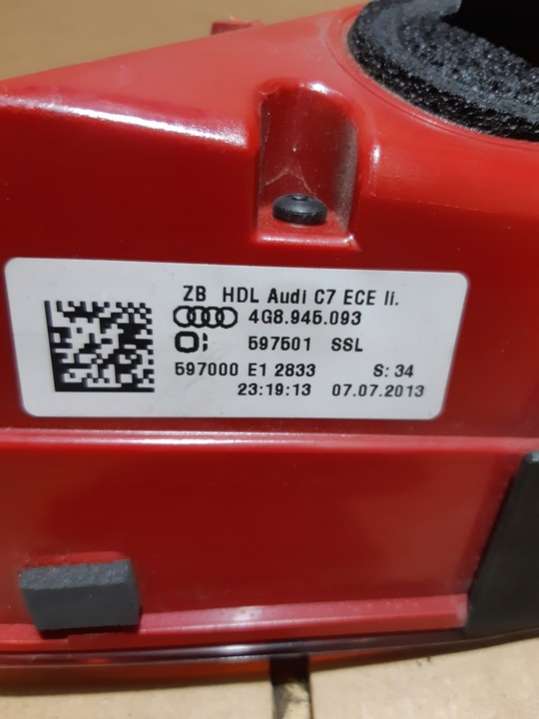 ZB HDL Audi C7 ECE li.
4G8.945.093
597501 SSL
597000 E1 2833 S: 34
23:19:13 07.07.2013